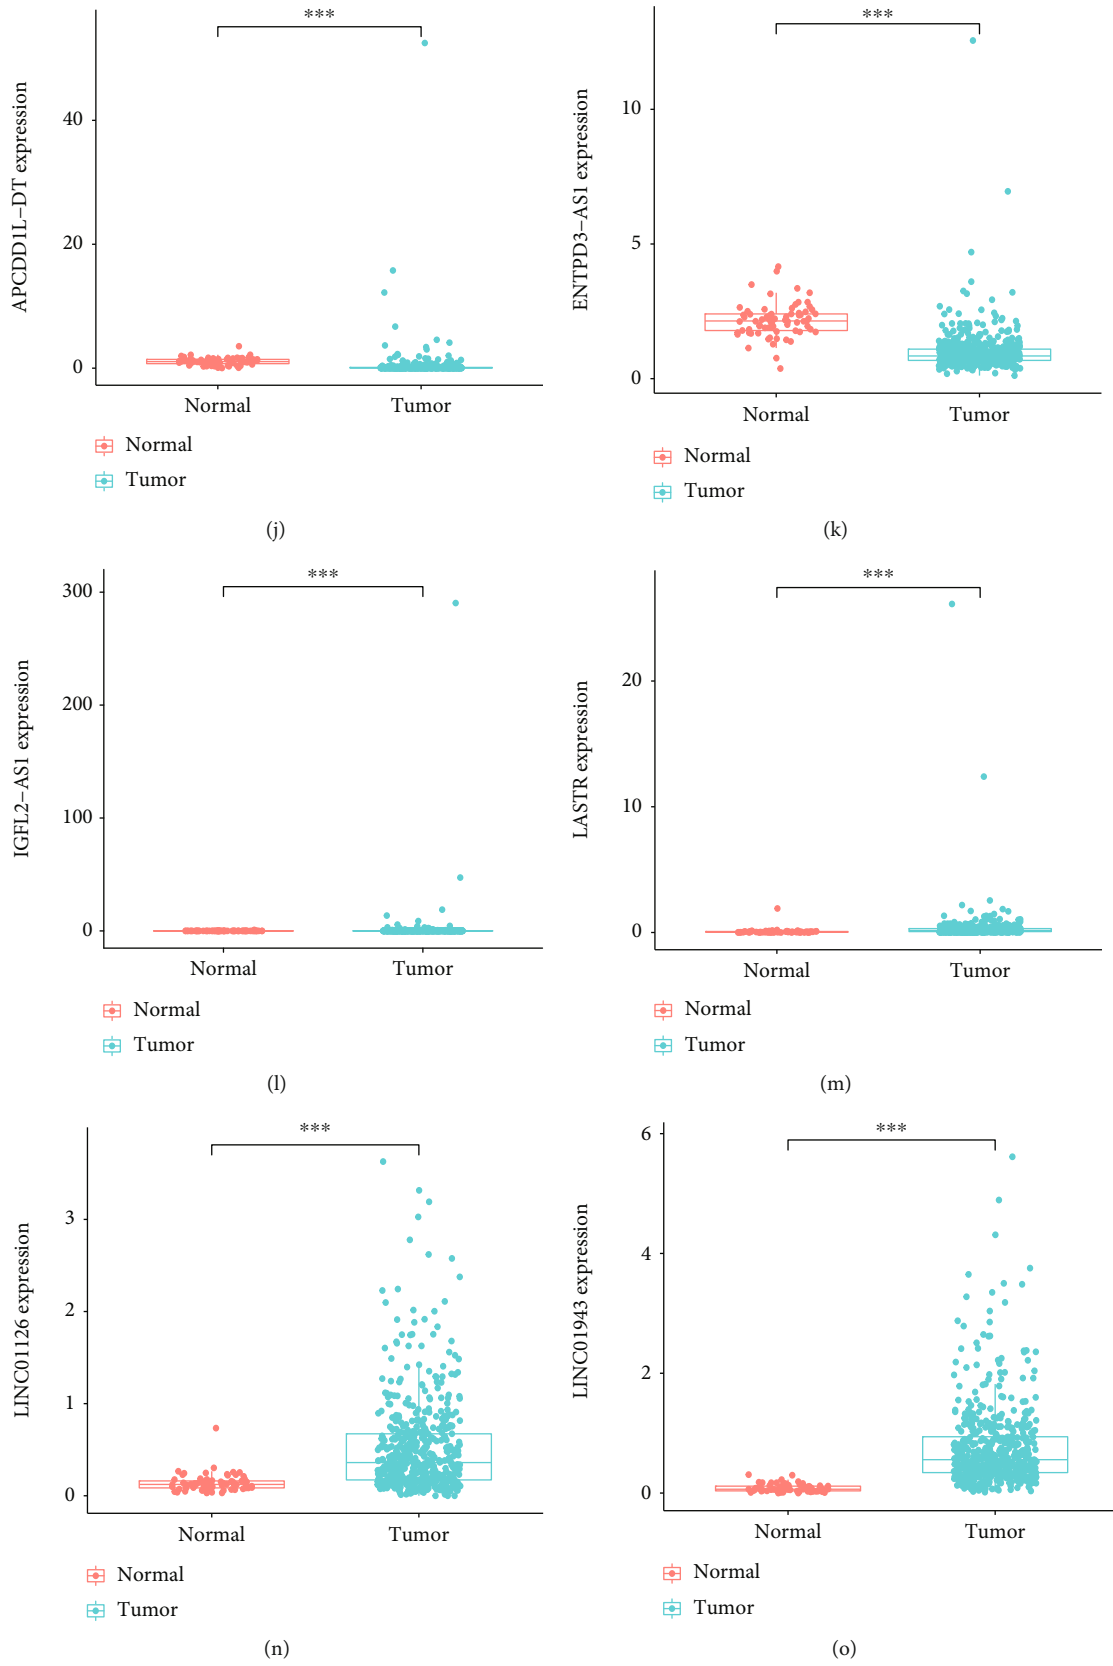 ***
APCDD1L–DT expression
40
20
0
Normal
Tumor
Normal
Tumor
(j)
***
ENTPD3–AS1 expression
10
5
0
Normal
Tumor
Normal
Tumor
(k)
***
IGFL2–AS1 expression
300
200
100
0
Normal
Tumor
Normal
Tumor
(l)
***
LASTR expression
20
10
0
Normal
Tumor
Normal
Tumor
(m)
***
LINC01126 expression
3
2
1
0
Normal
Tumor
Normal
Tumor
(n)
***
LINC01943 expression
6
4
2
0
Normal
Tumor
Normal
Tumor
(o)